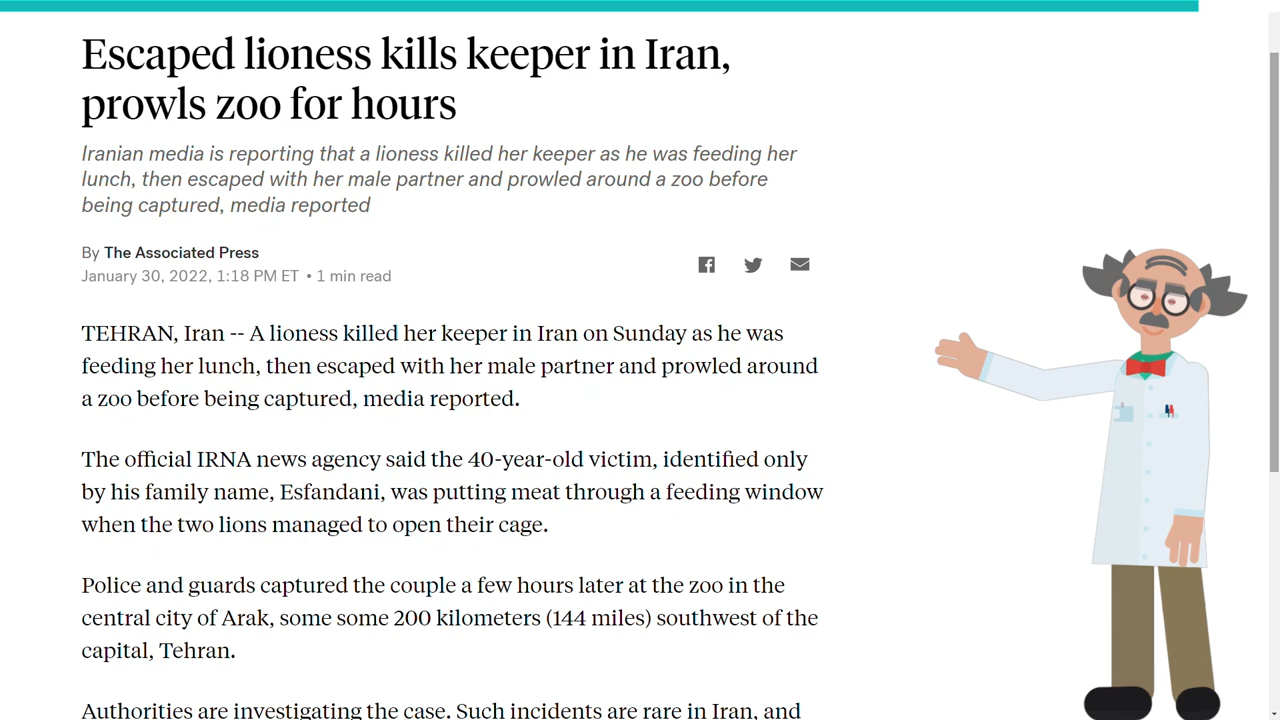 Escaped lioness kills keeper in Iran,
prowls zoo for hours
Iranian media is reporting that a lioness killed her keeper as he was feeding her
lunch, then escaped with her male partner and prowled around a zoo before
being captured, media reported
By The Associated Press
January 30, 2022, 1:18 PM ET • 1 min read
TEHRAN, Iran -- A lioness killed her keeper in Iran on Sunday as he was
feeding her lunch, then escaped with her male partner and prowled around
a zoo before being captured, media reported.
The official IRNA news agency said the 40-year-old victim, identified only
by his family name, Esfandani, was putting meat through a feeding window
when the two lions managed to open their cage.
Police and guards captured the couple a few hours later at the zoo in the
central city of Arak, some some 200 kilometers (144 miles) southwest of the
capital, Tehran.
Authorities are investigating the case. Such incidents are rare in Iran, and